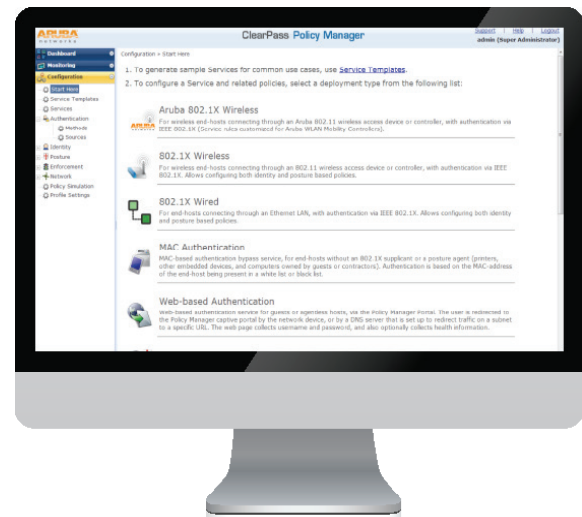 ARUBA
networks
ClearPass Policy Manager
Support | Help | Logout
admin (Super Administrator)
Dashboard
Monitoring
Configuration
Start Here
Service Templates
Services
Authentication
Methods
Sources
Identity
Posture
Enforcement
Network
Policy Simulation
Profile Settings
Configuration » Start Here
1. To generate sample Services for common use cases, use Service Templates.
2. To configure a Service and related policies, select a deployment type from the following list:
Aruba 802.1X Wireless
For wireless end-hosts connecting through an Aruba 802.11 wireless access device or controller, with authentication via
IEEE 802.1X (Service rules customized for Aruba WLAN Mobility Controllers).
802.1X Wireless
For wireless end-hosts connecting through an 802.11 wireless access device or controller, with authentication via IEEE
802.1X. Allows configuring both identity and posture based policies.
802.1X Wired
For end-hosts connecting through an Ethernet LAN, with authentication via IEEE 802.1X. Allows configuring both identity
and posture based policies.
MAC Authentication
MAC-based authentication bypass service, for end-hosts without an 802.1X supplicant or a posture agent (printers,
other embedded devices, and computers owned by guests or contractors). Authentication is based on the MAC-address
of the end-host being present in a white list or black list.
Web-based Authentication
Web-based authentication service for guests or agentless hosts, via the Policy Manager Portal. The user is redirected to
the Policy Manager captive portal by the network device, or by a DNS server that is set up to redirect traffic on a subnet
to a specific URL. The web page collects username and password, and also optionally collects health information.